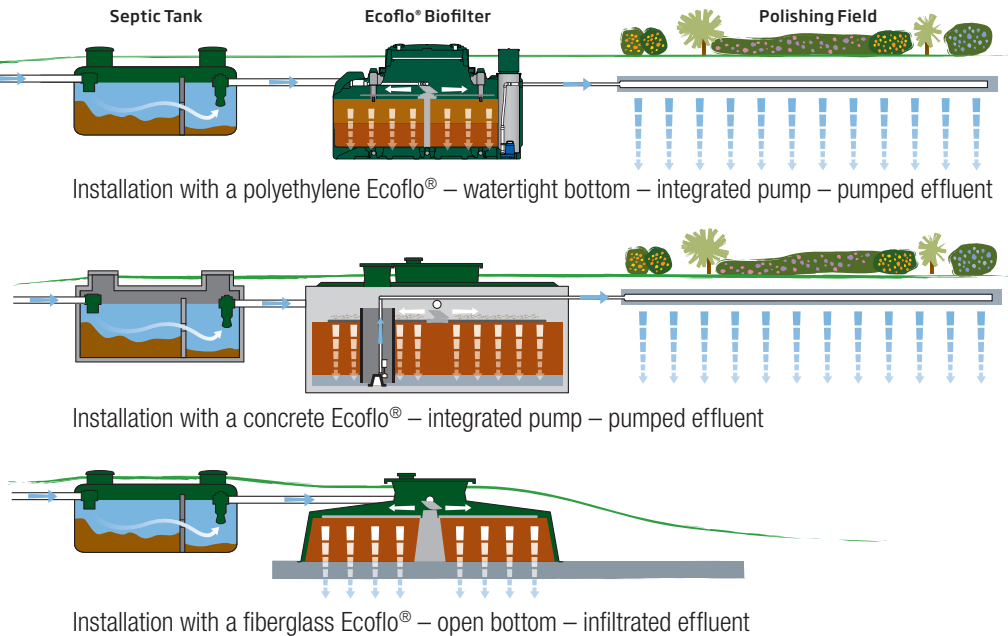 Septic Tank
Ecoflo® Biofilter
Polishing Field
Installation with a polyethylene Ecoflo® – watertight bottom – integrated pump – pumped effluent
Installation with a concrete Ecoflo® – integrated pump – pumped effluent
Installation with a fiberglass Ecoflo® – open bottom – infiltrated effluent